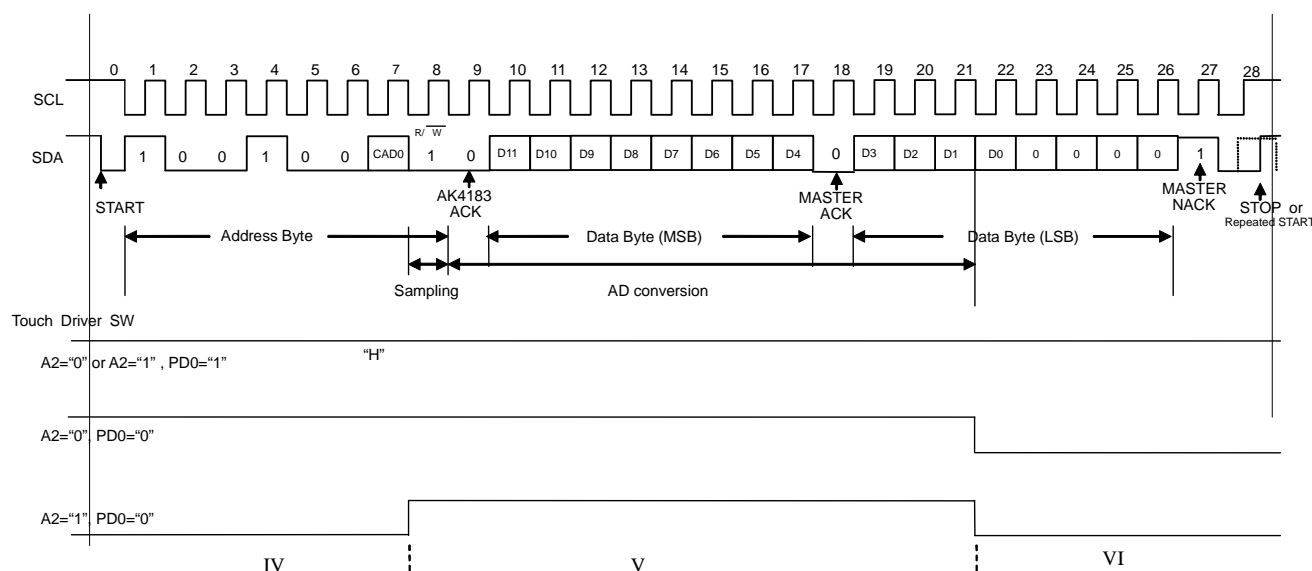 0 1 2 3 4 5 6 7 8 9 10 11 12 13 14 15 16 17 18 19 20 21 22 23 24 25 26 27 28
SCL
R/ W
SDA
1 0 0 1 0 0 CAD0 1 0 D11 D10 D9 D8 D7 D6 D5 D4 0 D3 D2 D1 D0 0 0 0 0 1
START
AK4183
ACK
MASTER
ACK
MASTER
NACK
STOP or
Repeated START
Address Byte
Data Byte (MSB)
Data Byte (LSB)
Sampling
AD conversion
Touch Driver SW
A2=“0” or A2=“1” , PD0=“1”
“H”
A2=“0”, PD0=“0”
A2=“1”, PD0=“0”
IV V VI